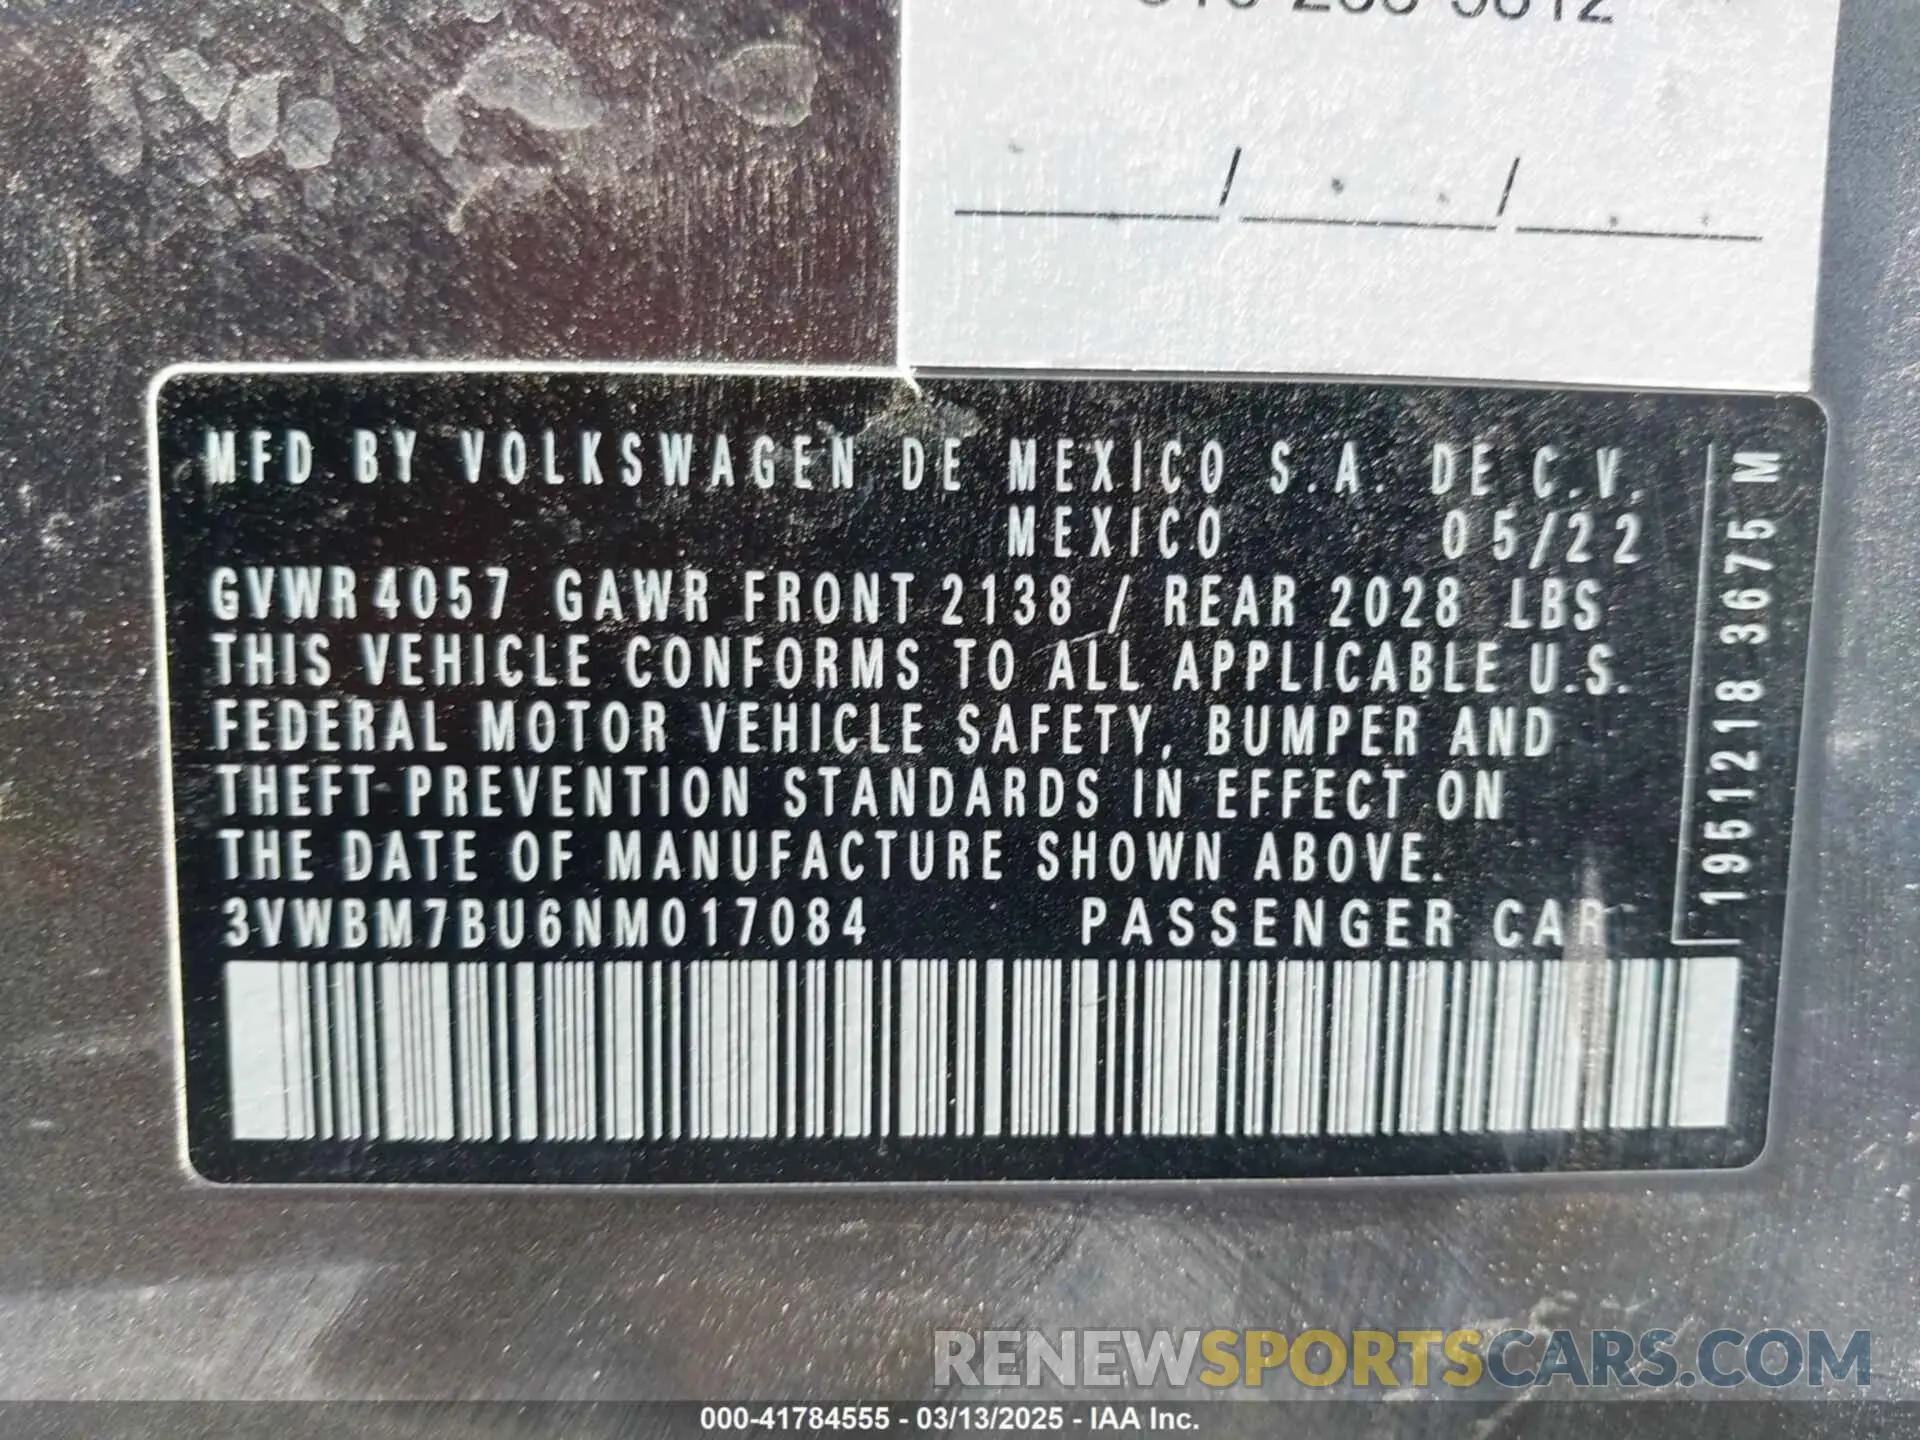 MFD BY VOLKSWAGEN DE MEXICO S.A. DE C.V.
MEXICO 05/22
GVWR 4057 GAWR FRONT 2138 / REAR 2028 LBS
THIS VEHICLE CONFORMS TO ALL APPLICABLE U.S.
FEDERAL MOTOR VEHICLE SAFETY, BUMPER AND
THEFT PREVENTION STANDARDS IN EFFECT ON
THE DATE OF MANUFACTURE SHOWN ABOVE.
3VWBM7BU6NM017084 PASSENGER CAR
1951218 3675 M
RENEWSPORTSCARS.COM
000-41784555 - 03/13/2025 - IAA Inc.